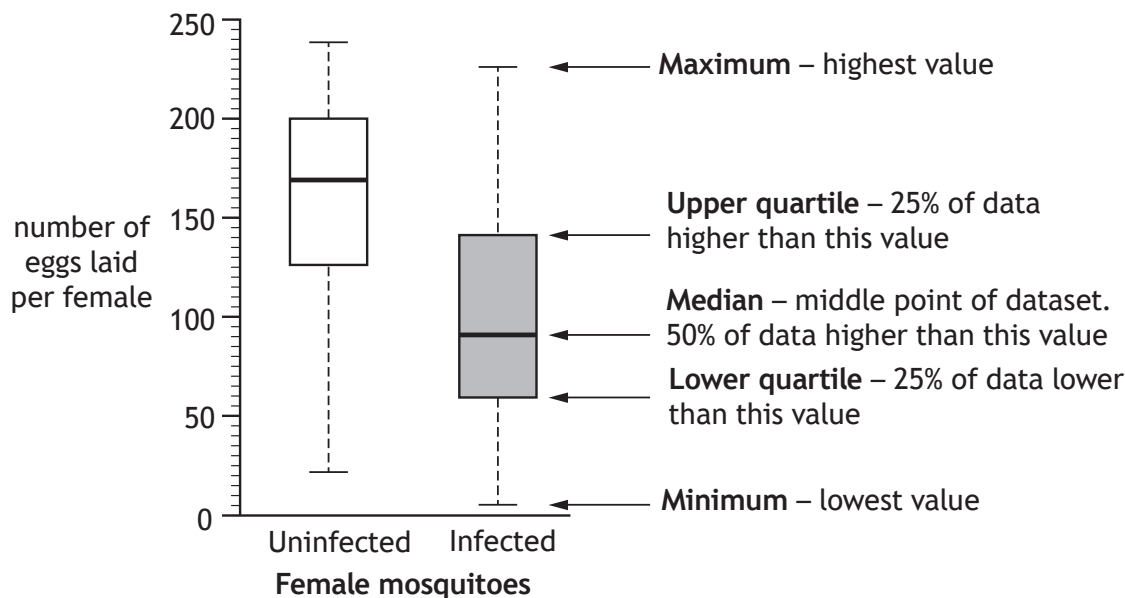 250
200
150
100
50
0
number of
eggs laid
per female
Uninfected
Infected
Female mosquitoes
Maximum – highest value
Upper quartile – 25% of data
higher than this value
Median – middle point of dataset.
50% of data higher than this value
Lower quartile – 25% of data lower
than this value
Minimum – lowest value